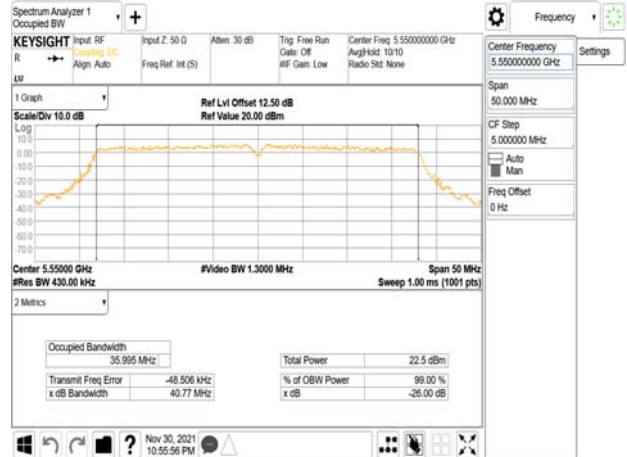 Spectrum Analyzer 1
Occupied BW
Frequency
KEYSIGHT
Input: RF
Coupling: DC
Align: Auto
Input Z: 50 Ω
Freq Ref: Int (S)
Atten: 30 dB
Trig: Free Run
Gate: Off
#IF Gain: Low
Center Freq: 5.550000000 GHz
Avg|Hold: 10/10
Radio Std: None
R
Center Frequency
5.550000000 GHz
Settings
Span
50.000 MHz
CF Step
5.000000 MHz
Auto
Man
Freq Offset
0 Hz
1 Graph
Scale/Div 10.0 dB
Ref Lvl Offset 12.50 dB
Ref Value 20.00 dBm
Log
10.0
0.00
-10.0
-20.0
-30.0
-40.0
-50.0
-60.0
-70.0
Center 5.55000 GHz
#Res BW 430.00 kHz
#Video BW 1.3000 MHz
Span 50 MHz
Sweep 1.00 ms (1001 pts)
2 Metrics
Occupied Bandwidth
35.995 MHz
Transmit Freq Error -48.506 kHz
x dB Bandwidth 40.77 MHz
Total Power 22.5 dBm
% of OBW Power 99.00 %
x dB -26.00 dB
Nov 30, 2021
10:55:56 PM